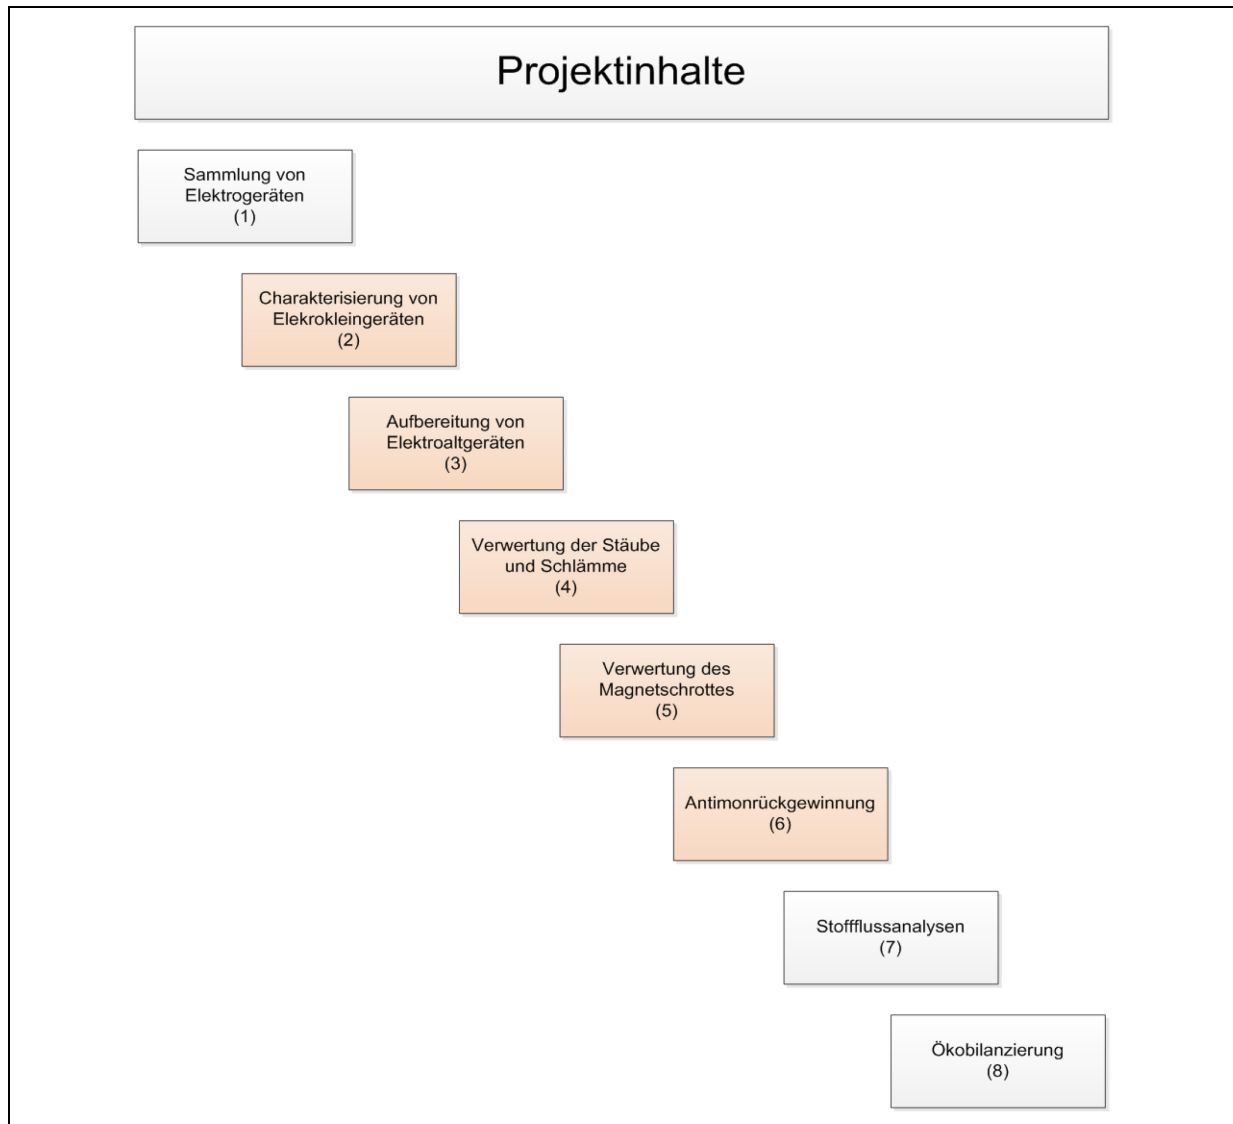 Projektinhalte
Sammlung von
Elektrogeräten
(1)
Charakterisierung von
Elekrokleingeräten
(2)
Aufbereitung von
Elektroaltgeräten
(3)
Verwertung der Stäube
und Schlämme
(4)
Verwertung des
Magnetschrottes
(5)
Antimonrückgewinnung
(6)
Stoffflussanalysen
(7)
Ökobilanzierung
(8)